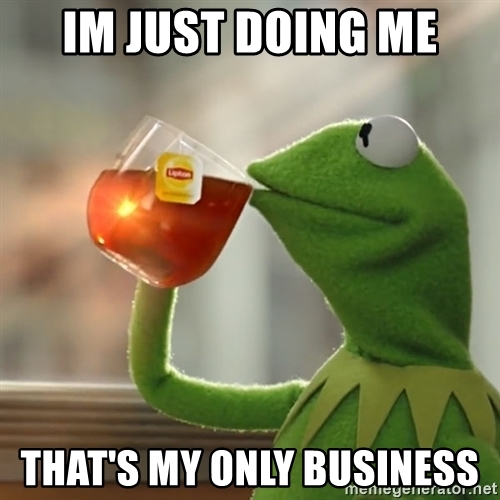 IM JUST DOING ME
Lipton
THAT'S MY ONLY BUSINESS
memegenerator.net